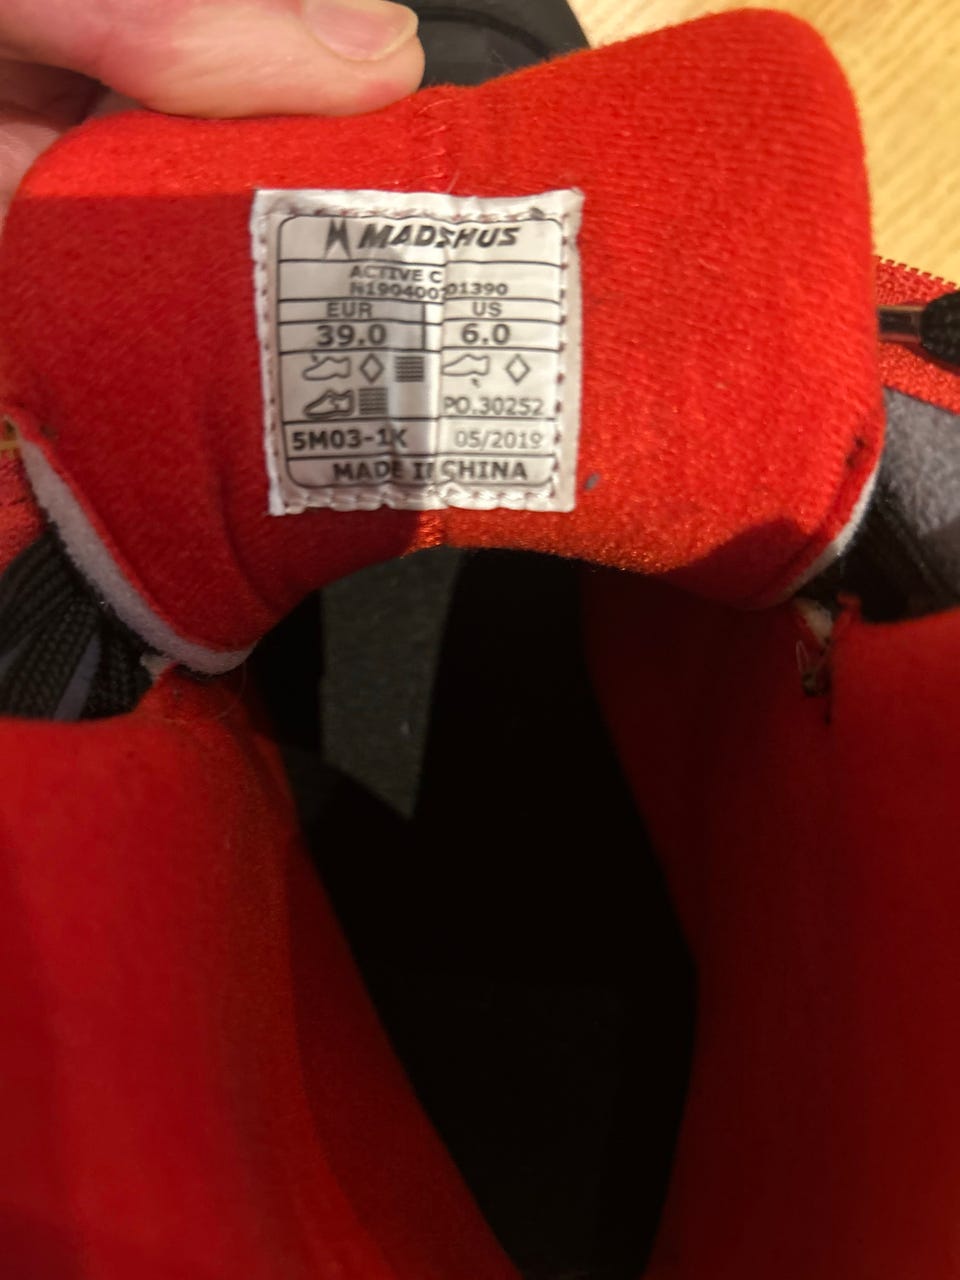 MADSHUS
ACTIVE C
EUR US
39.0 6.0
PO.30252
5M03-1K 05/2019
MADE IN CHINA